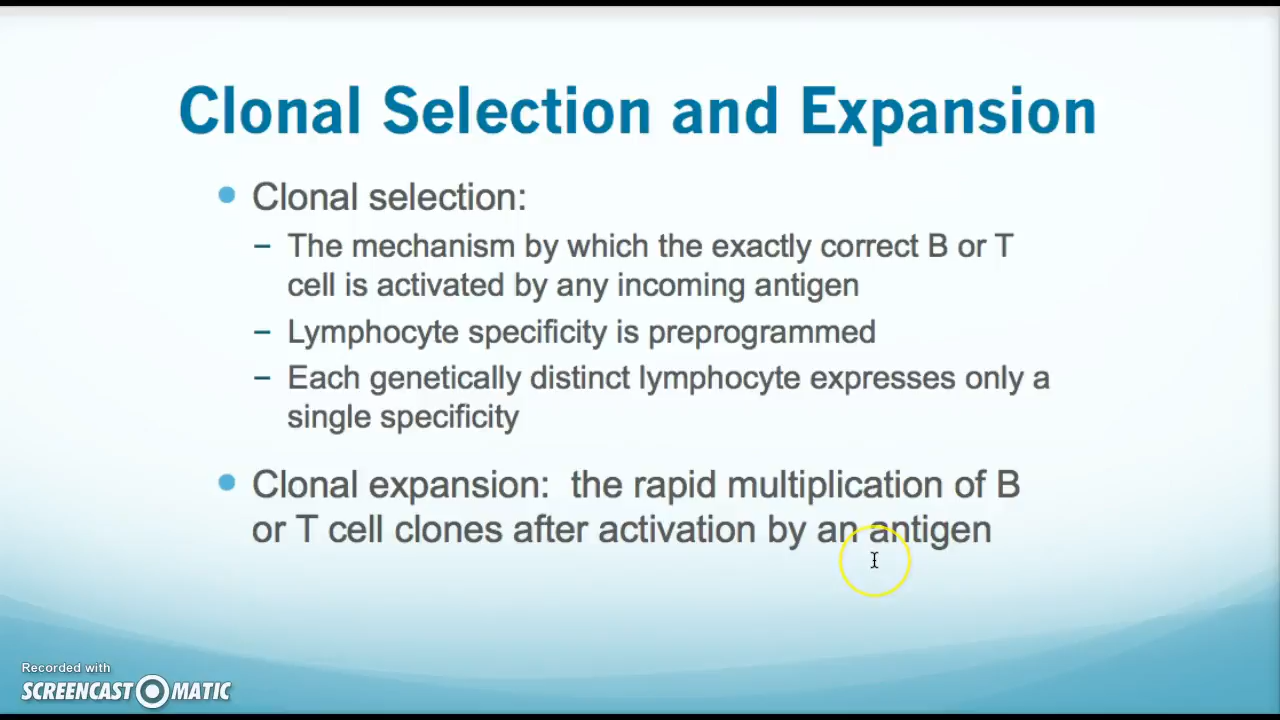 Clonal Selection and Expansion
Clonal selection:
– The mechanism by which the exactly correct B or T
cell is activated by any incoming antigen
– Lymphocyte specificity is preprogrammed
– Each genetically distinct lymphocyte expresses only a
single specificity
Clonal expansion:  the rapid multiplication of B
or T cell clones after activation by an antigen
Recorded with
SCREENCAST O MATIC